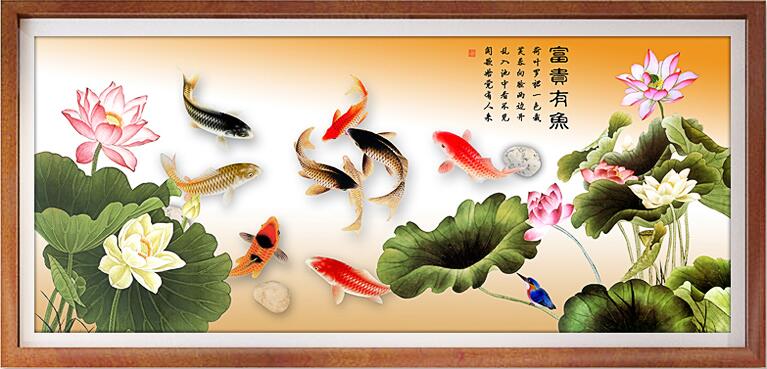 富貴有魚
荷叶罗裙一色裁
芙蓉向脸两边开
乱入池中看不见
闻歌始觉有人来